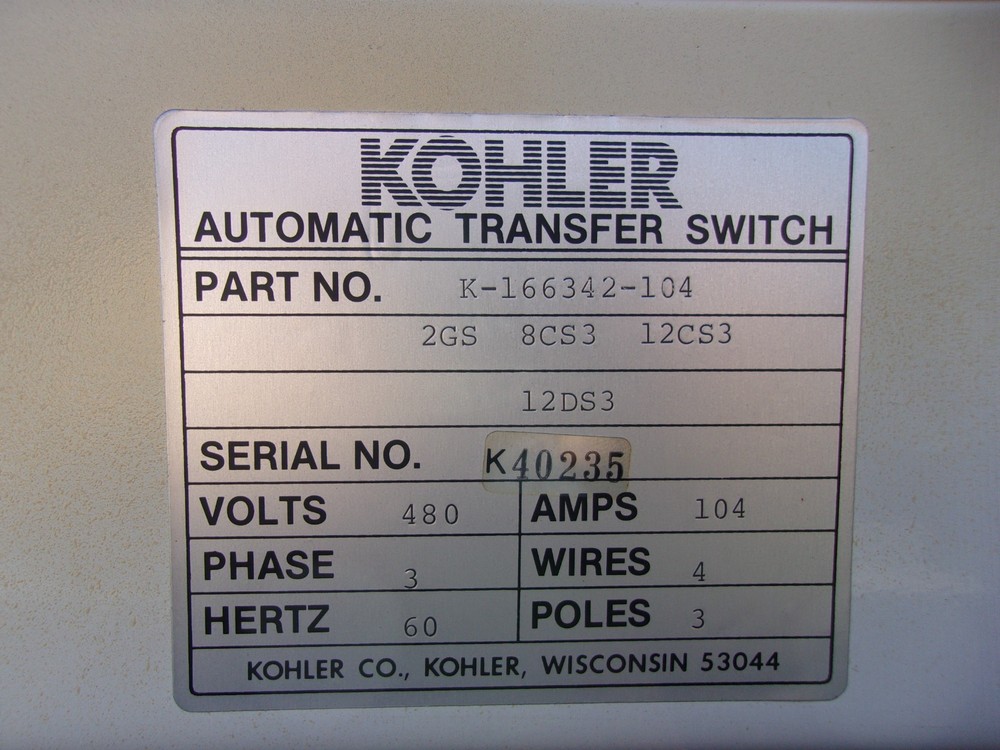 KOHLER
AUTOMATIC TRANSFER SWITCH
PART NO. K-166342-104
2GS 8CS3 12CS3
12DS3
SERIAL NO. K40235
VOLTS 480 AMPS 104
PHASE 3 WIRES 4
HERTZ 60 POLES 3
KOHLER CO., KOHLER, WISCONSIN 53044